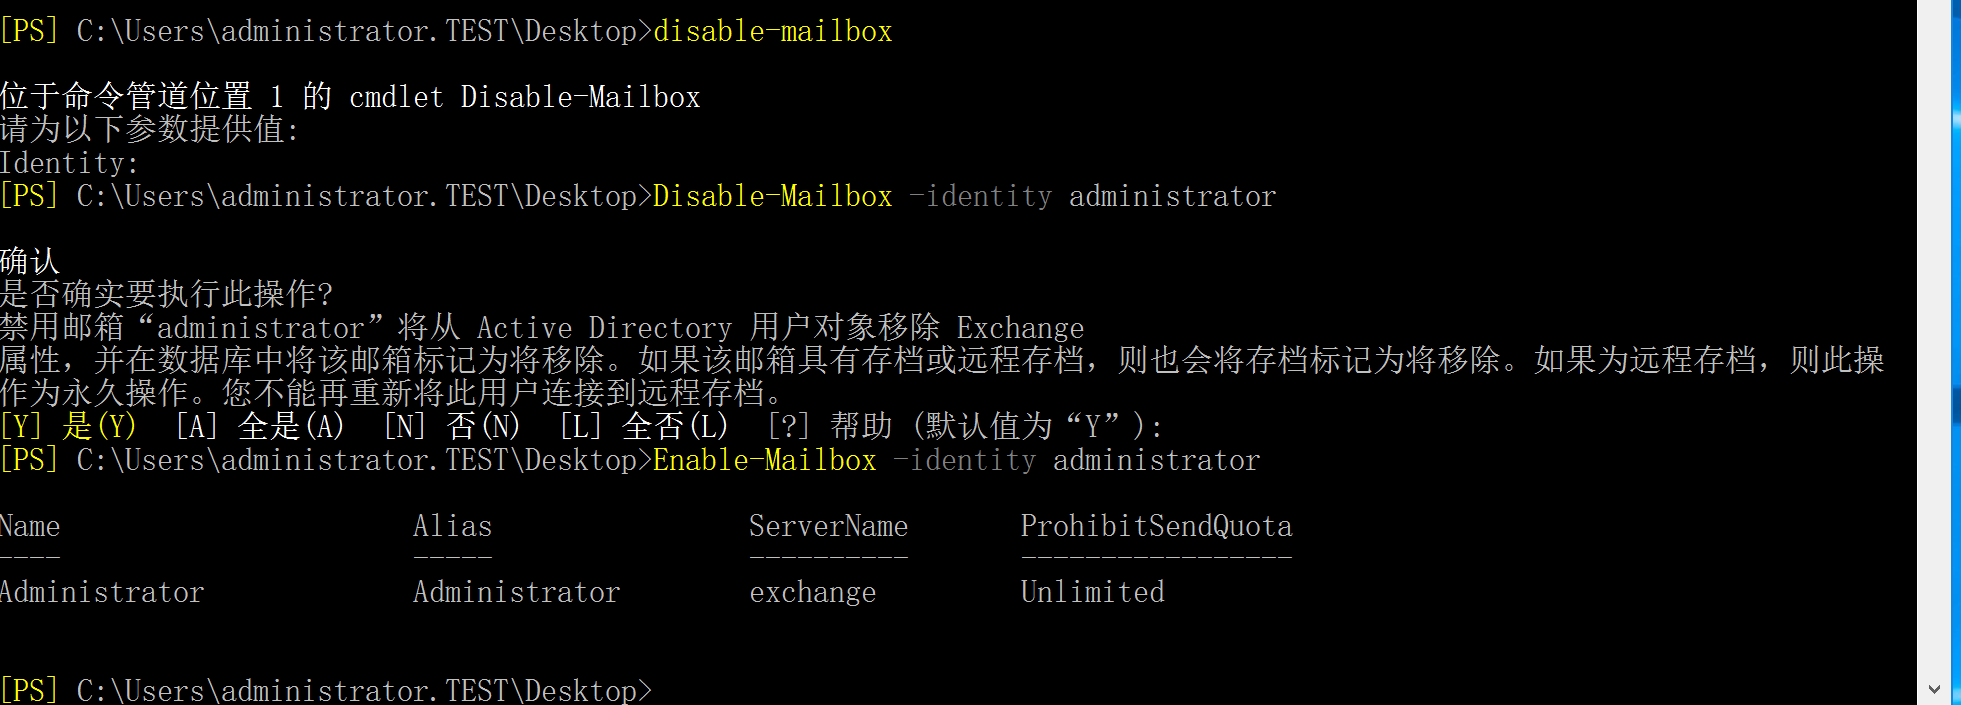 [PS] C:\Users\administrator.TEST\Desktop>disable-mailbox
位于命令管道位置 1 的 cmdlet Disable-Mailbox
请为以下参数提供值:
Identity:
[PS] C:\Users\administrator.TEST\Desktop>Disable-Mailbox -identity administrator
确认
是否确实要执行此操作?
禁用邮箱“administrator”将从 Active Directory 用户对象移除 Exchange
属性，并在数据库中将该邮箱标记为将移除。如果该邮箱具有存档或远程存档，则也会将存档标记为将移除。如果为远程存档，则此操
作为永久操作。您不能再重新将此用户连接到远程存档。
[Y] 是(Y)  [A] 全是(A)  [N] 否(N)  [L] 全否(L)  [?] 帮助 (默认值为“Y”):
[PS] C:\Users\administrator.TEST\Desktop>Enable-Mailbox -identity administrator
Name Alias ServerName ProhibitSendQuota
---- ----- ---------- -----------------
Administrator Administrator exchange Unlimited
[PS] C:\Users\administrator.TEST\Desktop>